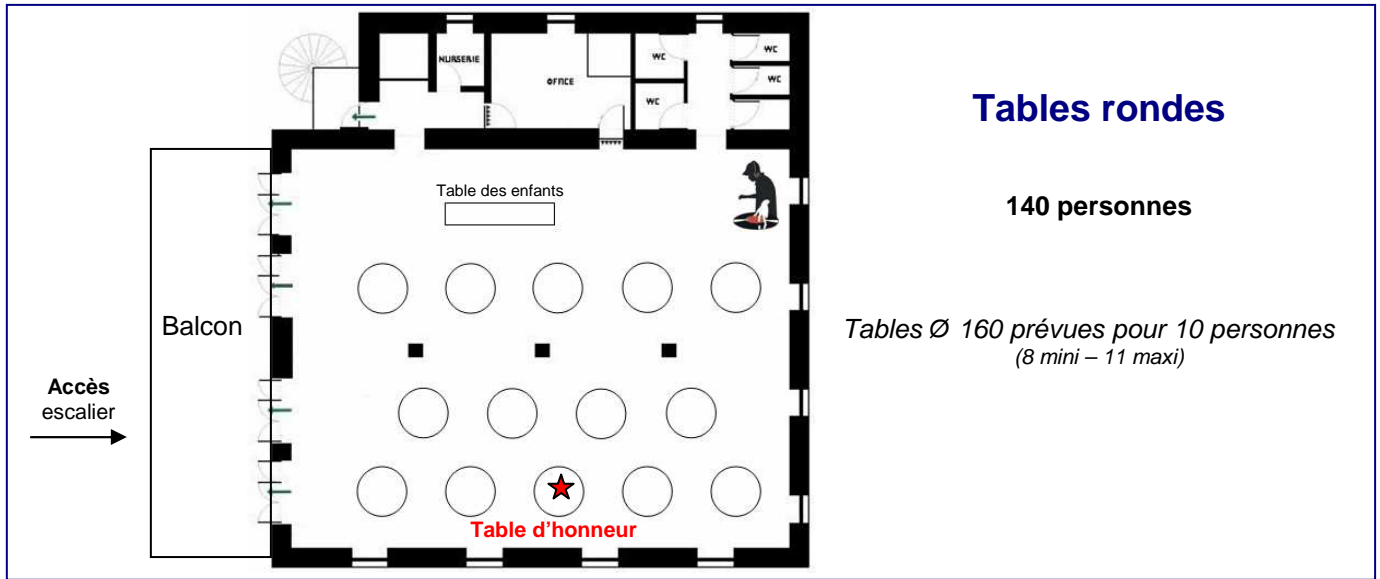 NURSERIE
OFFICE
WC
WC
WC
WC
Tables rondes
140 personnes
Table des enfants
Balcon
Tables Ø 160 prévues pour 10 personnes
(8 mini – 11 maxi)
Accès
escalier
Table d'honneur